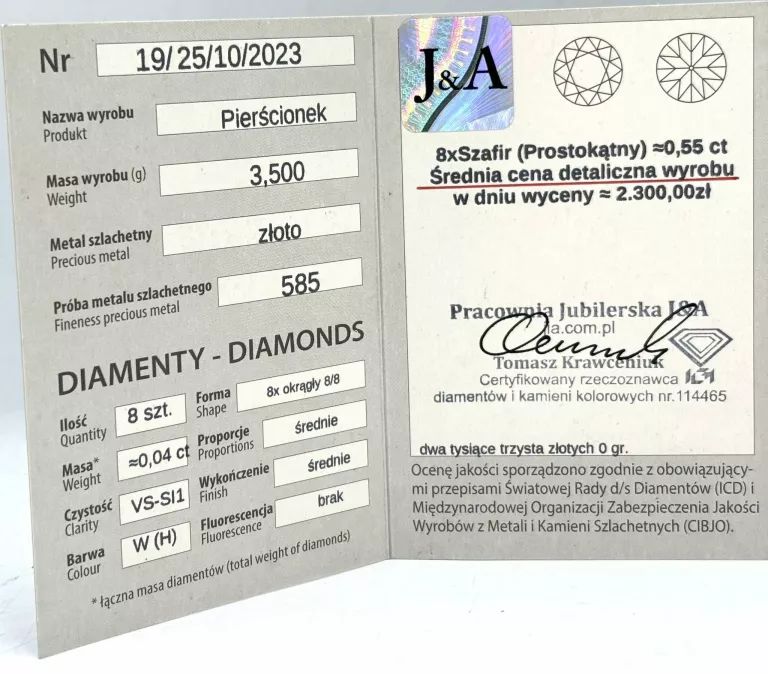 Nr 19/25/10/2023
Nazwa wyrobu
Produkt
Pierścionek
Masa wyrobu (g)
Weight
3,500
Metal szlachetny
Precious metal
złoto
Próba metalu szlachetnego
Fineness precious metal
585
DIAMENTY - DIAMONDS
Ilość
Quantity
8 szt.
Forma
Shape
8x okrągły 8/8
Masa*
Weight
≈0,04 ct
Proporcje
Proportions
średnie
Czystość
Clarity
VS-SI1
Wykończenie
Finish
średnie
Barwa
Colour
W (H)
Fluorescencja
Fluorescence
brak
* łączna masa diamentów (total weight of diamonds)
J&A
8xSzafir (Prostokątny) ≈0,55 ct
Średnia cena detaliczna wyrobu
w dniu wyceny ≈ 2.300,00zł
Pracownia Jubilerska J&A
ja.com.pl
Tomasz Krawceniuk
Certyfikowany rzeczoznawca
diamentów i kamieni kolorowych nr.114465
dwa tysiące trzysta złotych 0 gr.
Ocenę jakości sporządzono zgodnie z obowiązujący-
mi przepisami Światowej Rady d/s Diamentów (ICD) i
Międzynarodowej Organizacji Zabezpieczenia Jakości
Wyrobów z Metali i Kamieni Szlachetnych (CIBJO).